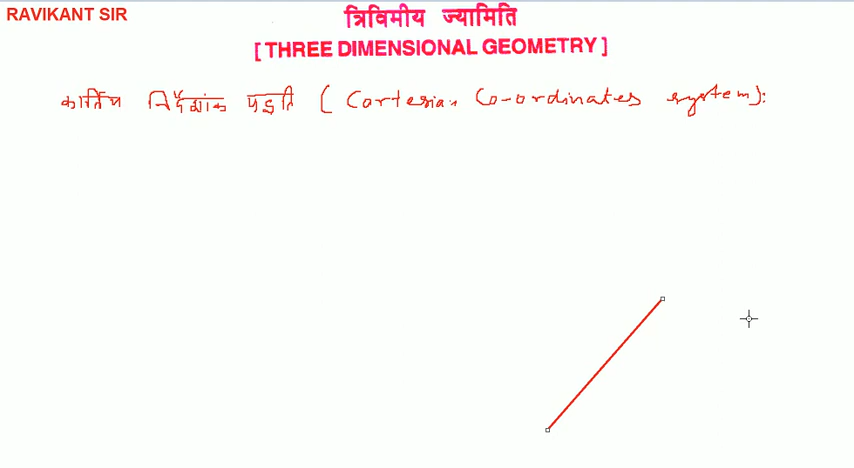 RAVIKANT SIR
त्रिविमीय ज्यामिति
[ THREE DIMENSIONAL GEOMETRY ]
कार्तीय निर्देशांक पद्धति ( Cartesian Co-ordinates system):